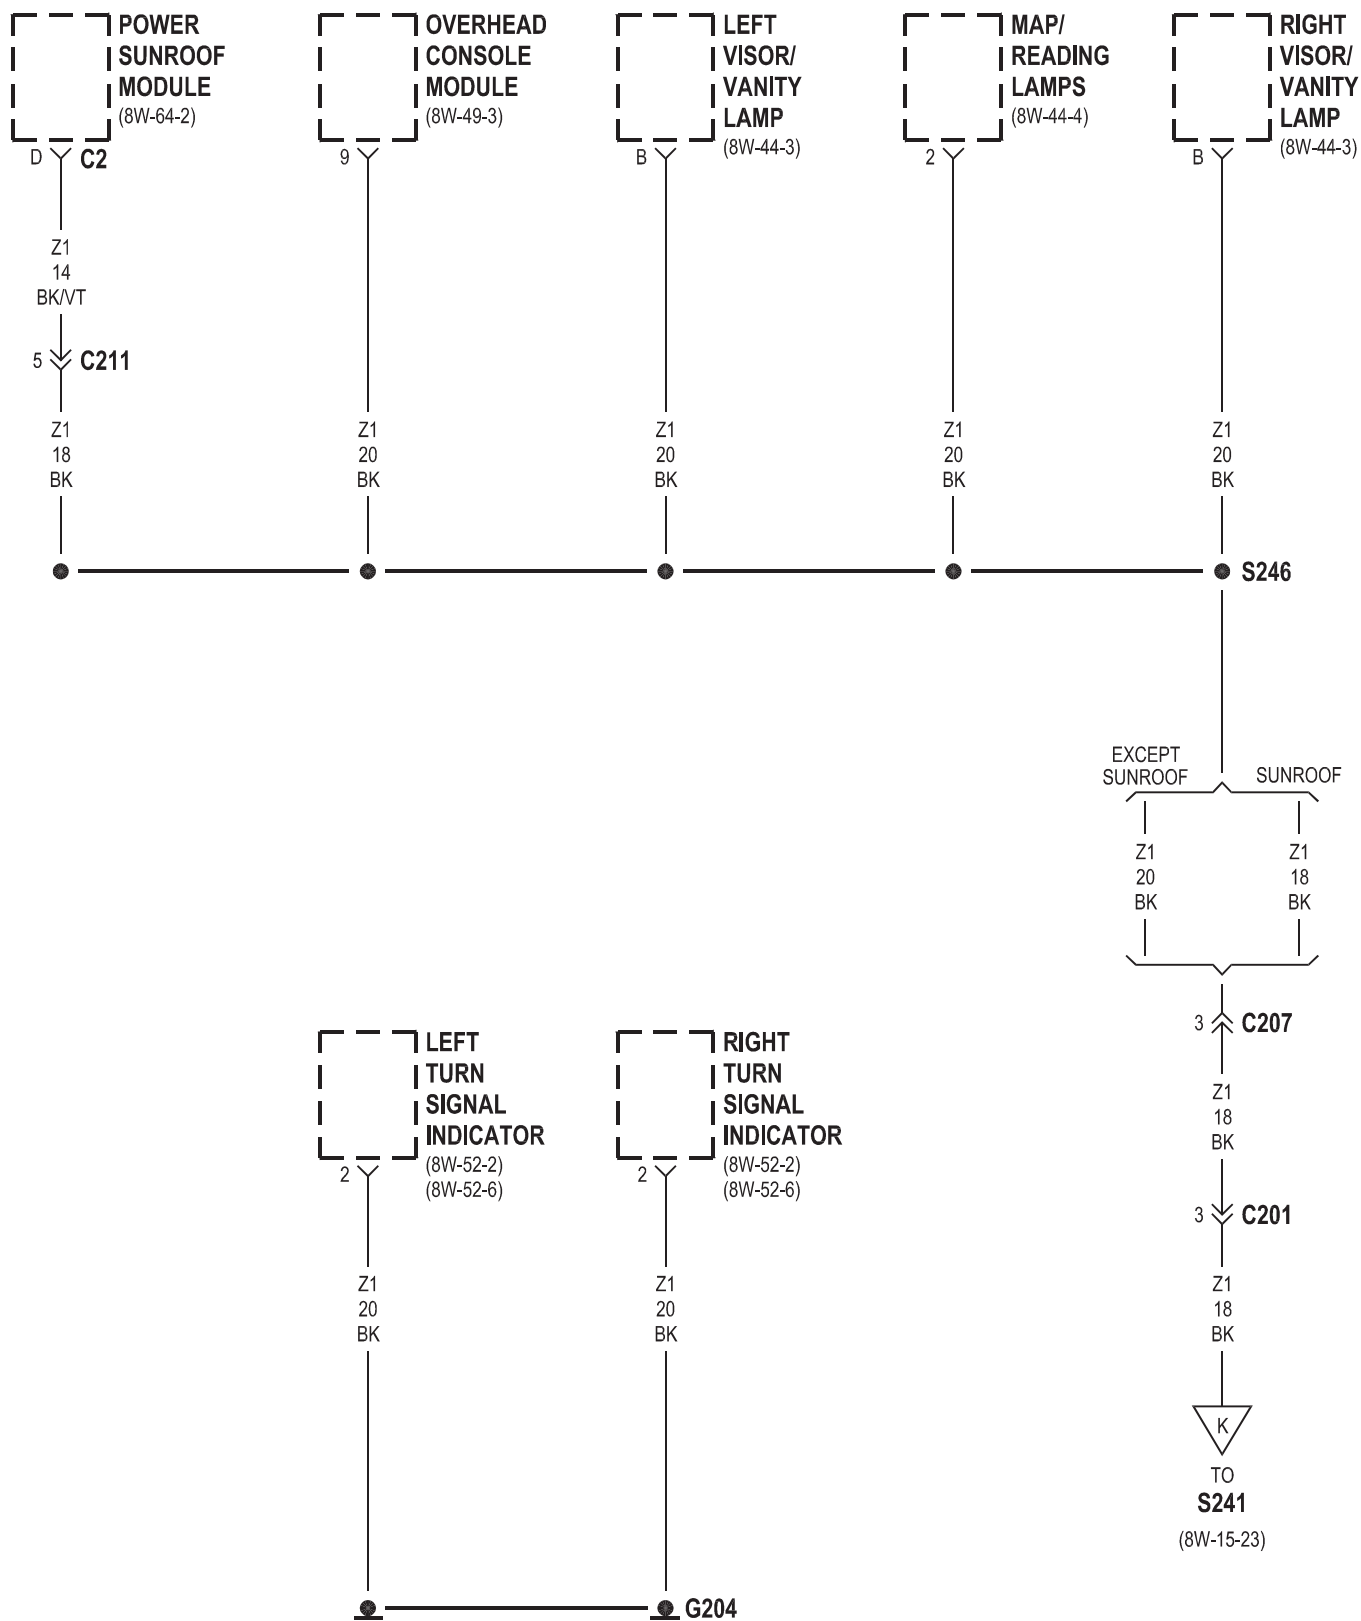 POWER
SUNROOF
MODULE
(8W-64-2)
D
C2
Z1
14
BK/VT
5
C211
Z1
18
BK
OVERHEAD
CONSOLE
MODULE
(8W-49-3)
9
Z1
20
BK
LEFT
VISOR/
VANITY
LAMP
(8W-44-3)
B
Z1
20
BK
MAP/
READING
LAMPS
(8W-44-4)
2
Z1
20
BK
RIGHT
VISOR/
VANITY
LAMP
(8W-44-3)
B
Z1
20
BK
S246
EXCEPT
SUNROOF
SUNROOF
Z1
20
BK
Z1
18
BK
3
C207
Z1
18
BK
3
C201
Z1
18
BK
K
TO
S241
(8W-15-23)
LEFT
TURN
SIGNAL
INDICATOR
(8W-52-2)
(8W-52-6)
2
Z1
20
BK
RIGHT
TURN
SIGNAL
INDICATOR
(8W-52-2)
(8W-52-6)
2
Z1
20
BK
G204